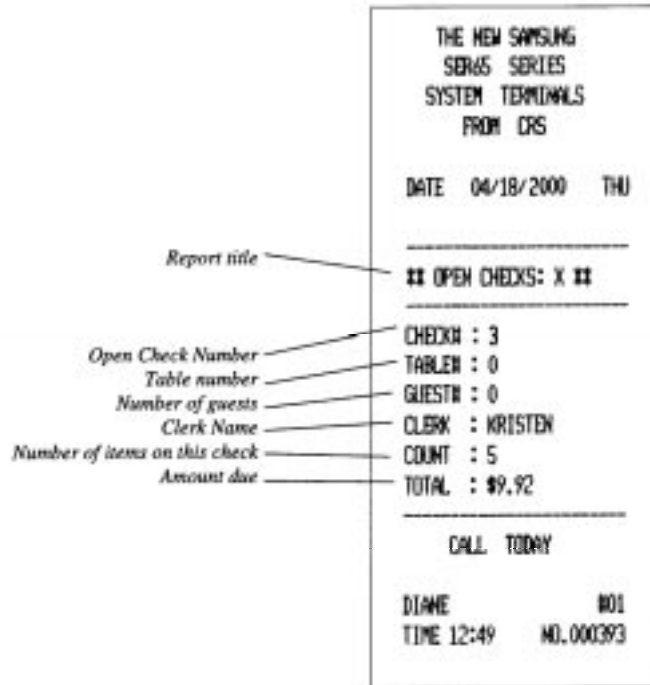 THE NEW SAMSUNG
SER65 SERIES
SYSTEM TERMINALS
FROM CRS
DATE 04/18/2000 THU
Report title
** OPEN CHECKS: X **
Open Check Number
CHECK# : 3
Table number
TABLE# : 0
Number of guests
GUEST# : 0
Clerk Name
CLERK : KRISTEN
Number of items on this check
COUNT : 5
Amount due
TOTAL : $9.92
CALL TODAY
DIANE #01
TIME 12:49 NO.000393